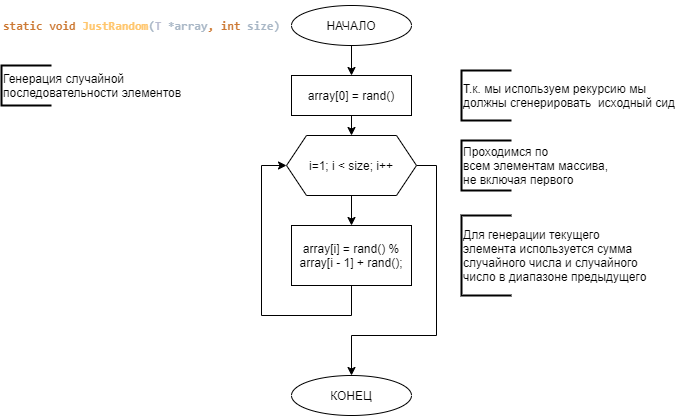 static void JustRandom(T *array, int size)
НАЧАЛО
Генерация случайной
последовательности элементов
array[0] = rand()
Т.к. мы используем рекурсию мы
должны сгенерировать исходный сид
i=1; i < size; i++
Проходимся по
всем элементам массива,
не включая первого
array[i] = rand() %
array[i - 1] + rand();
Для генерации текущего
элемента используется сумма
случайного числа и случайного
число в диапазоне предыдущего
КОНЕЦ